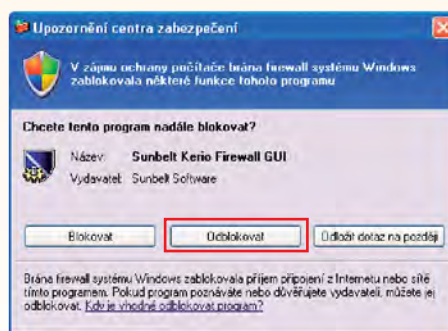 Upozornění centra zabezpečení
V zájmu ochrany počítače brána firewall systému Windows
zablokovala některé funkce tohoto programu
Chcete tento program nadále blokovat?
Název: Sunbelt Kerio Firewall GUI
Vydavatel: Sunbelt Software
Blokovat Odblokovat Odložit dotaz na později
Brána firewall systému Windows zablokovala příjem připojení z Internetu nebo sítě
tímto programem. Pokud program poznáváte nebo důvěřujete vydavateli, můžete jej
odblokovat. Kdy je vhodné odblokovat program?